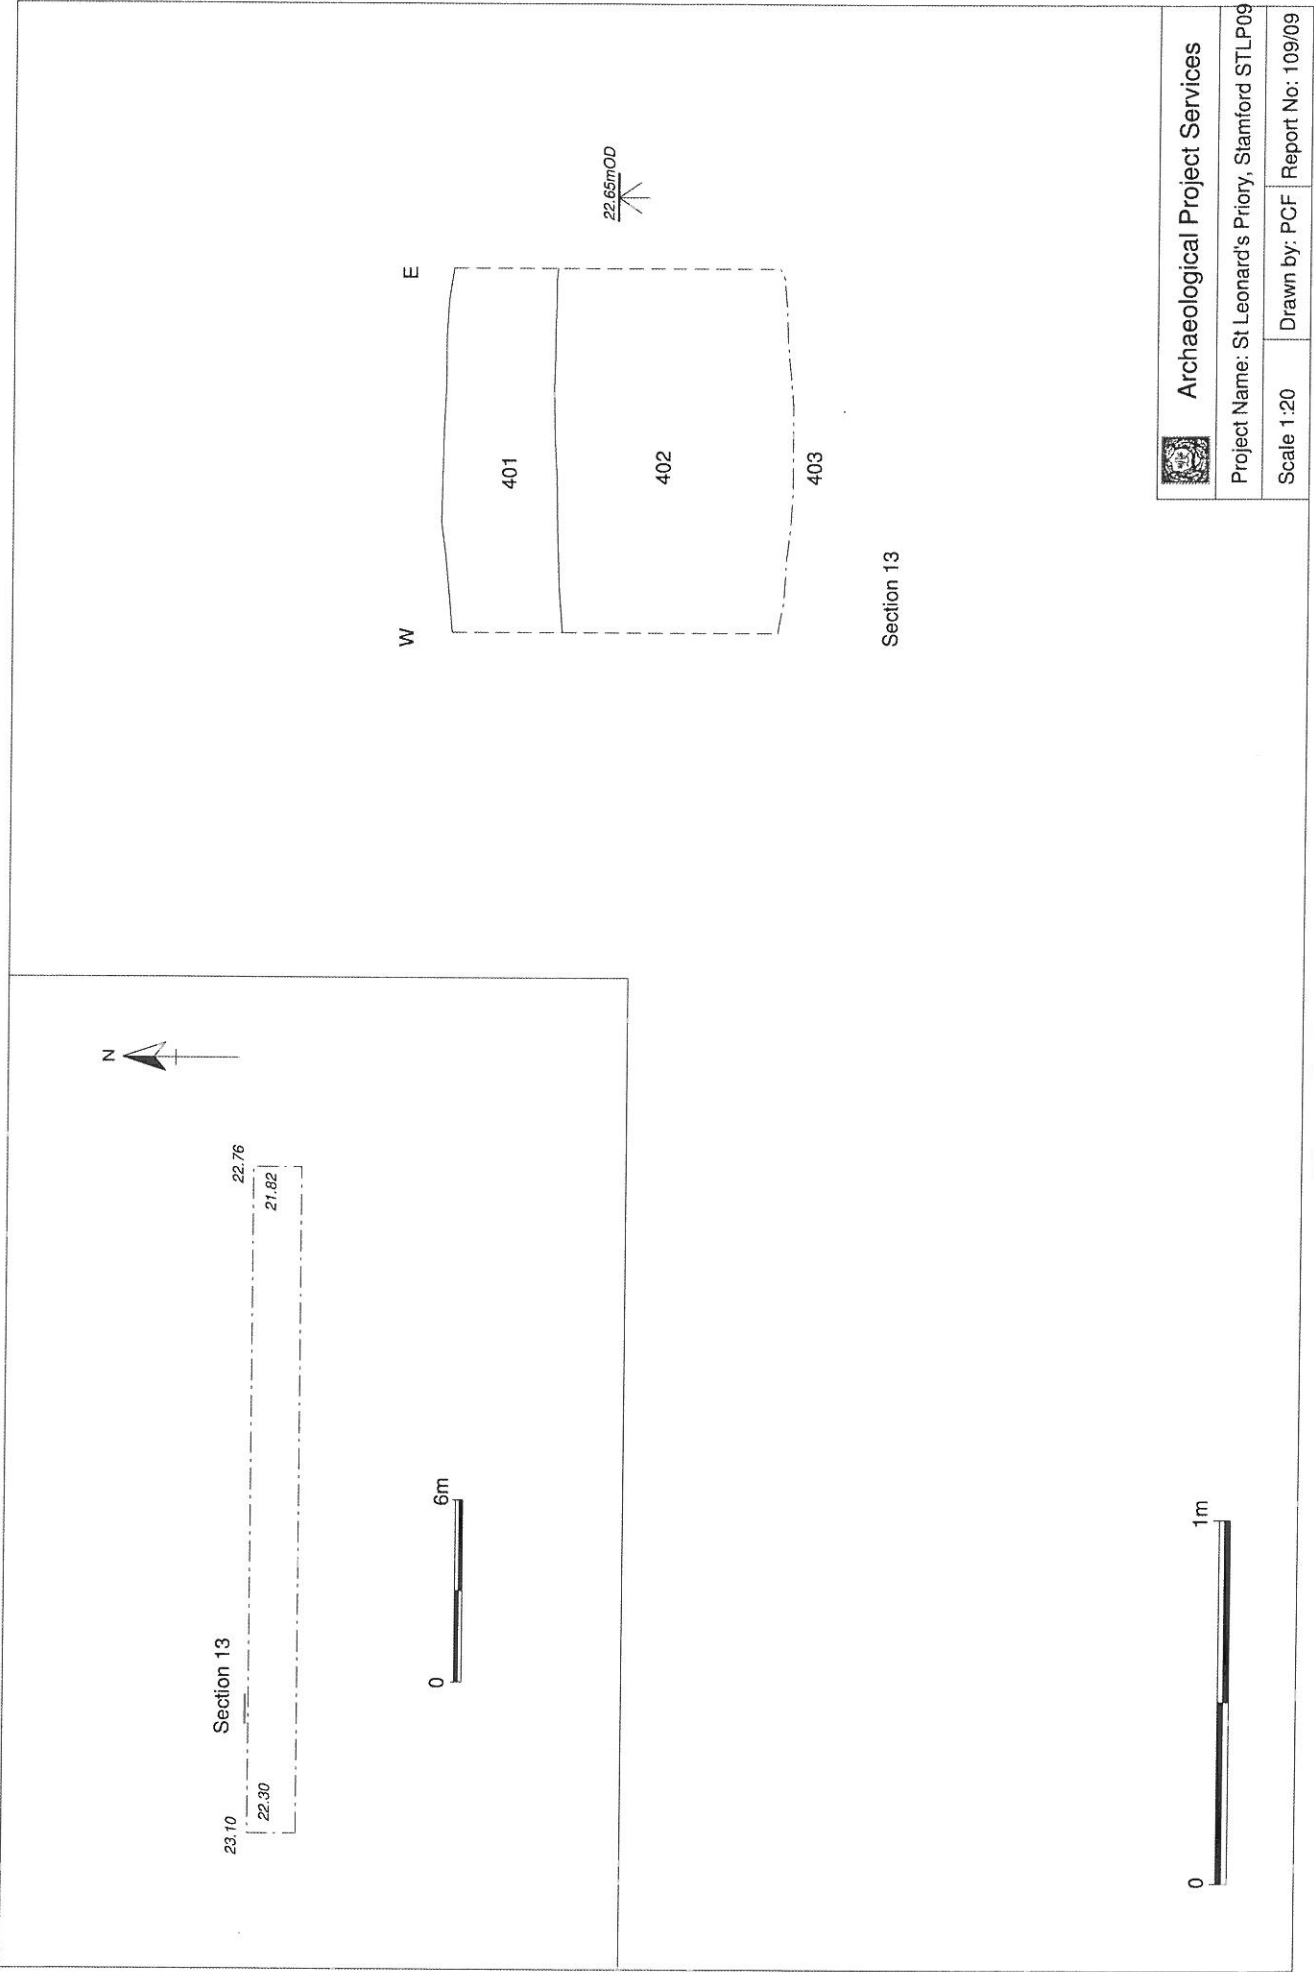 N
22.76
21.82
Section 13
23.10
22.30
0 6m
W E
22.65mOD
401
402
403
Section 13
0 1m
Archaeological Project Services
Project Name: St Leonard's Priory, Stamford STLP09
Scale 1:20 Drawn by: PCF Report No: 109/09